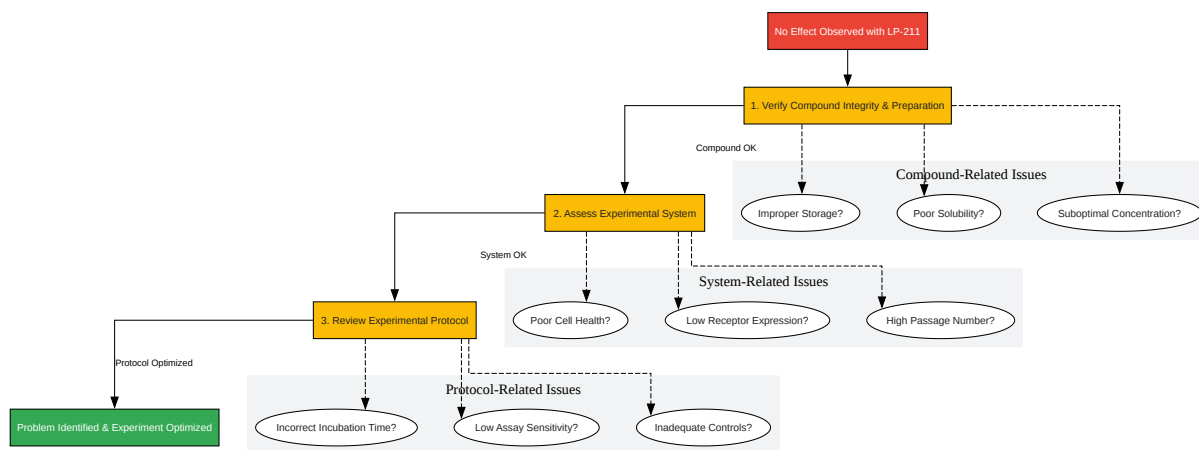 No Effect Observed with LP-211
1. Verify Compound Integrity & Preparation
Compound OK
Compound-Related Issues
Improper Storage?
Poor Solubility?
Suboptimal Concentration?
2. Assess Experimental System
System OK
System-Related Issues
Poor Cell Health?
Low Receptor Expression?
High Passage Number?
3. Review Experimental Protocol
Protocol Optimized
Protocol-Related Issues
Incorrect Incubation Time?
Low Assay Sensitivity?
Inadequate Controls?
Problem Identified & Experiment Optimized